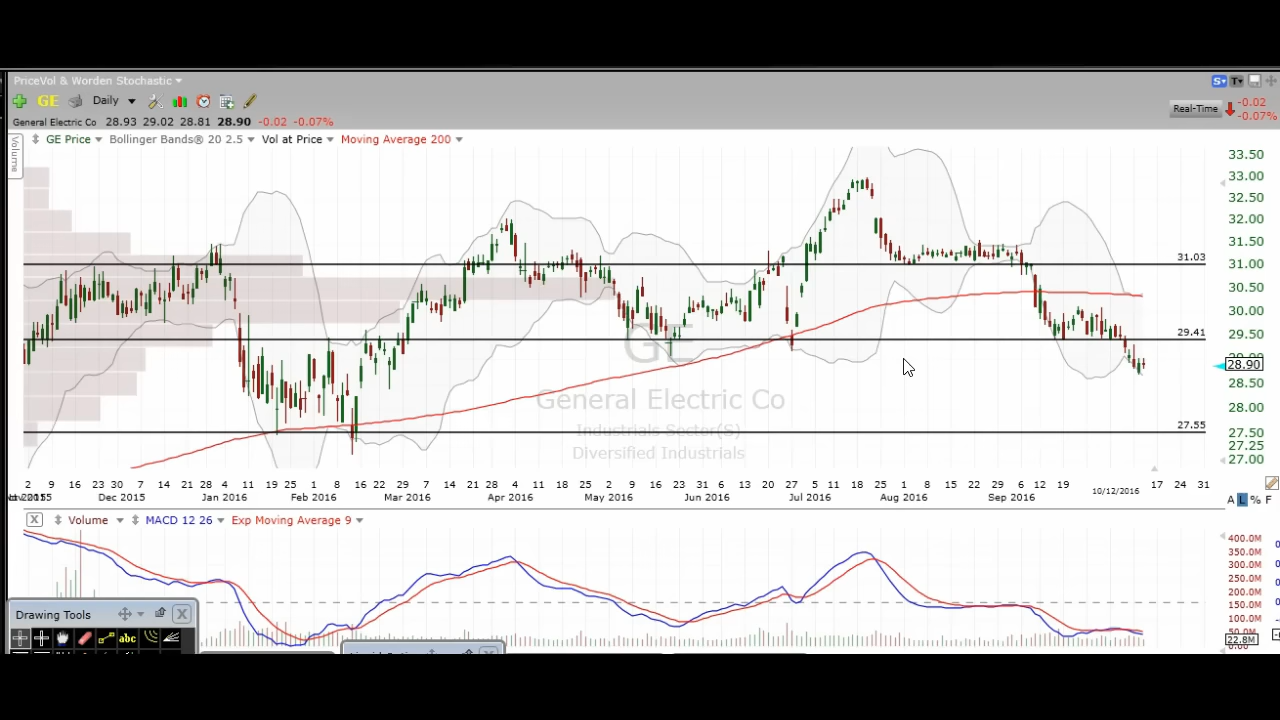 PriceVol & Worden Stochastic
GE Daily
Real-Time -0.02
-0.07%
General Electric Co 28.93 29.02 28.81 28.90 -0.02 -0.07%
GE Price Bollinger Bands® 20 2.5 Vol at Price Moving Average 200
Volume
33.50
33.00
32.50
32.00
31.50
31.03
31.00
30.50
30.00
29.50
29.41
28.90
28.50
28.00
27.55
27.50
27.25
27.00
GE
General Electric Co
Industrials Sector(S)
Diversified Industrials
2 9 16 23 30 7 14 21 4 11 19 25 1 8 16 22 7 14 21 4 11 18 25 2 9 16 23 31 6 13 20 27 5 11 18 25 1 8 15 22 29 6 12 19 17 24 31
Dec 2015 Jan 2016 Feb 2016 Mar 2016 Apr 2016 May 2016 Jun 2016 Jul 2016 Aug 2016 Sep 2016 10/12/2016
A L % F
X Volume MACD 12 26 Exp Moving Average 9
400.0M
350.0M
300.0M
250.0M
200.0M
150.0M
100.0M
50.0M
22.8M
0.00
Drawing Tools X
abc